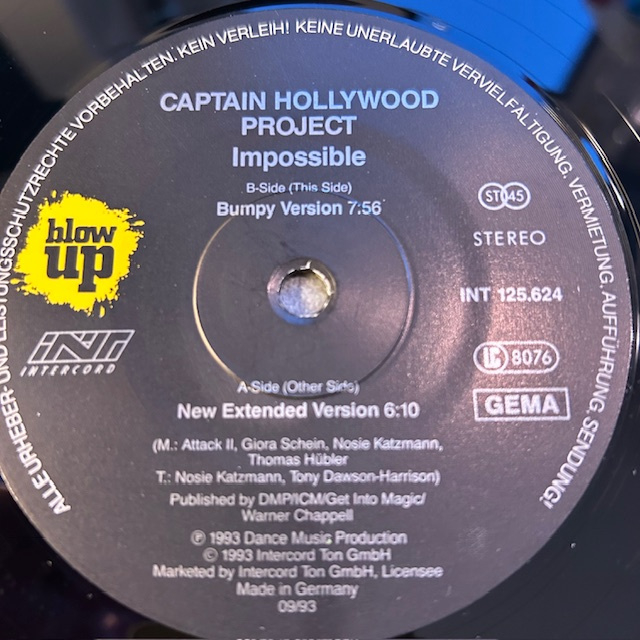 ALLE URHEBER- UND LEISTUNGSSCHUTZRECHTE VORBEHALTEN. KEIN VERLEIH! KEINE UNERLAUBTE VERVIELFÄLTIGUNG, VERMIETUNG, AUFFÜHRUNG, SENDUNG!
CAPTAIN HOLLYWOOD
PROJECT
Impossible
B-Side (This Side)
Bumpy Version 7:56
blow
up
ST 45
STEREO
INT 125.624
INT
INTERCORD
LC 8076
GEMA
A-Side (Other Side)
New Extended Version 6:10
(M.: Attack II, Giora Schein, Nosie Katzmann,
Thomas Hübler
T.: Nosie Katzmann, Tony Dawson-Harrison)
Published by DMP/ICM/Get Into Magic/
Warner Chappell
℗ 1993 Dance Music Production
© 1993 Intercord Ton GmbH
Marketed by Intercord Ton GmbH, Licensee
Made in Germany
09/93